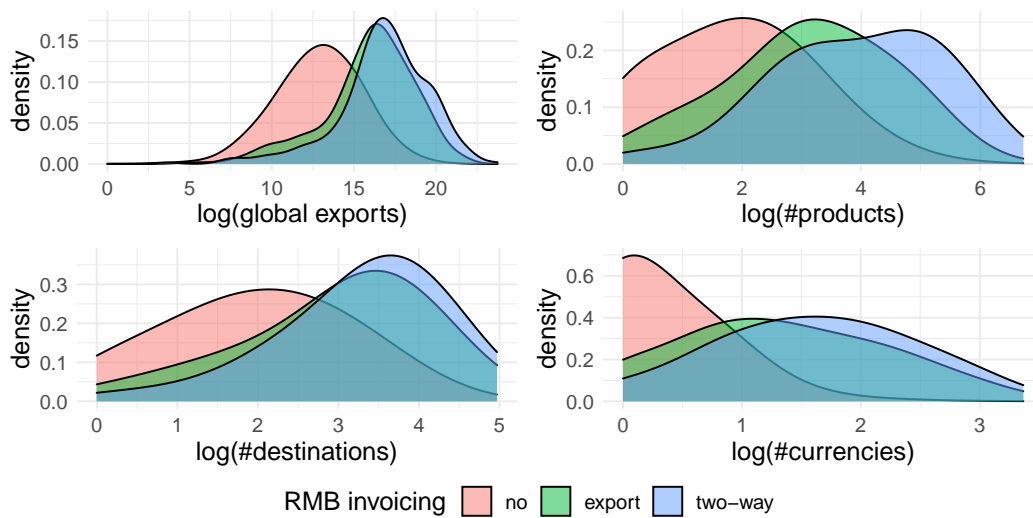 0.15
0.10
0.05
0.00
density
0 5 10 15 20
log(global exports)
0.2
0.1
0.0
density
0 2 4 6
log(#products)
0.3
0.2
0.1
0.0
density
0 1 2 3 4 5
log(#destinations)
0.6
0.4
0.2
0.0
density
0 1 2 3
log(#currencies)
RMB invoicing no export two−way